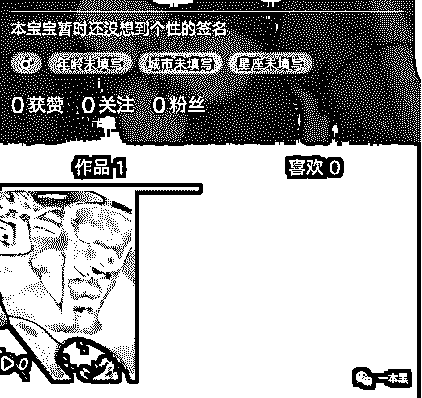 本宝宝暂时还没想到个性的签名
年龄未填写 城市未填写 星座未填写
0获赞 0关注 0粉丝
作品 1 喜欢 0
0
一本黑